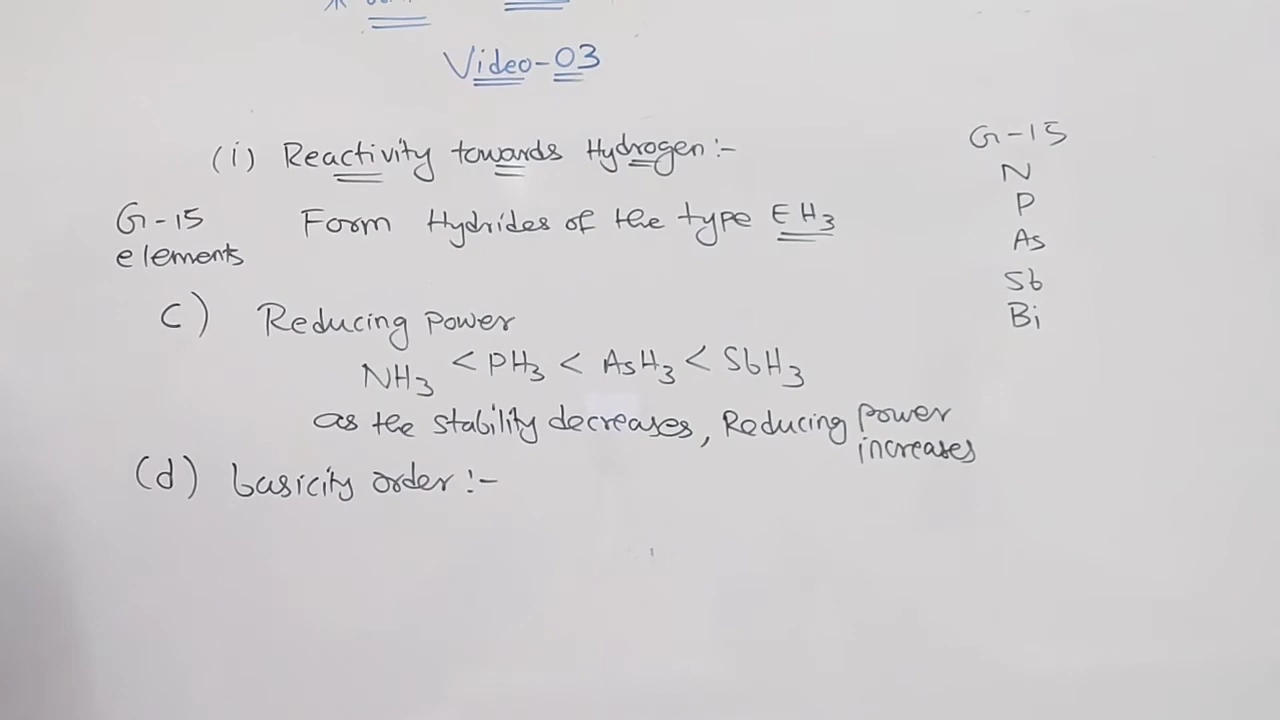 Video-03
(i) Reactivity towards Hydrogen :-
G-15
N
P
As
Sb
Bi
G-15 elements
Form Hydrides of the type EH3
c) Reducing power
NH3 < PH3 < AsH3 < SbH3
as the stability decreases, Reducing power increases
(d) basicity order :-